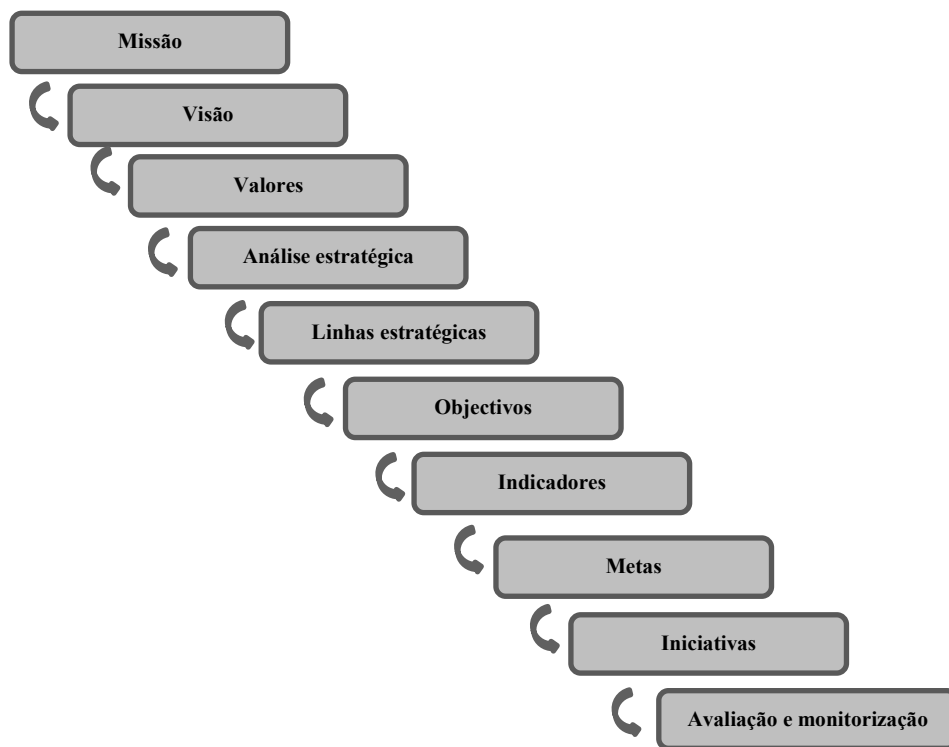 Missão
Visão
Valores
Análise estratégica
Linhas estratégicas
Objectivos
Indicadores
Metas
Iniciativas
Avaliação e monitorização